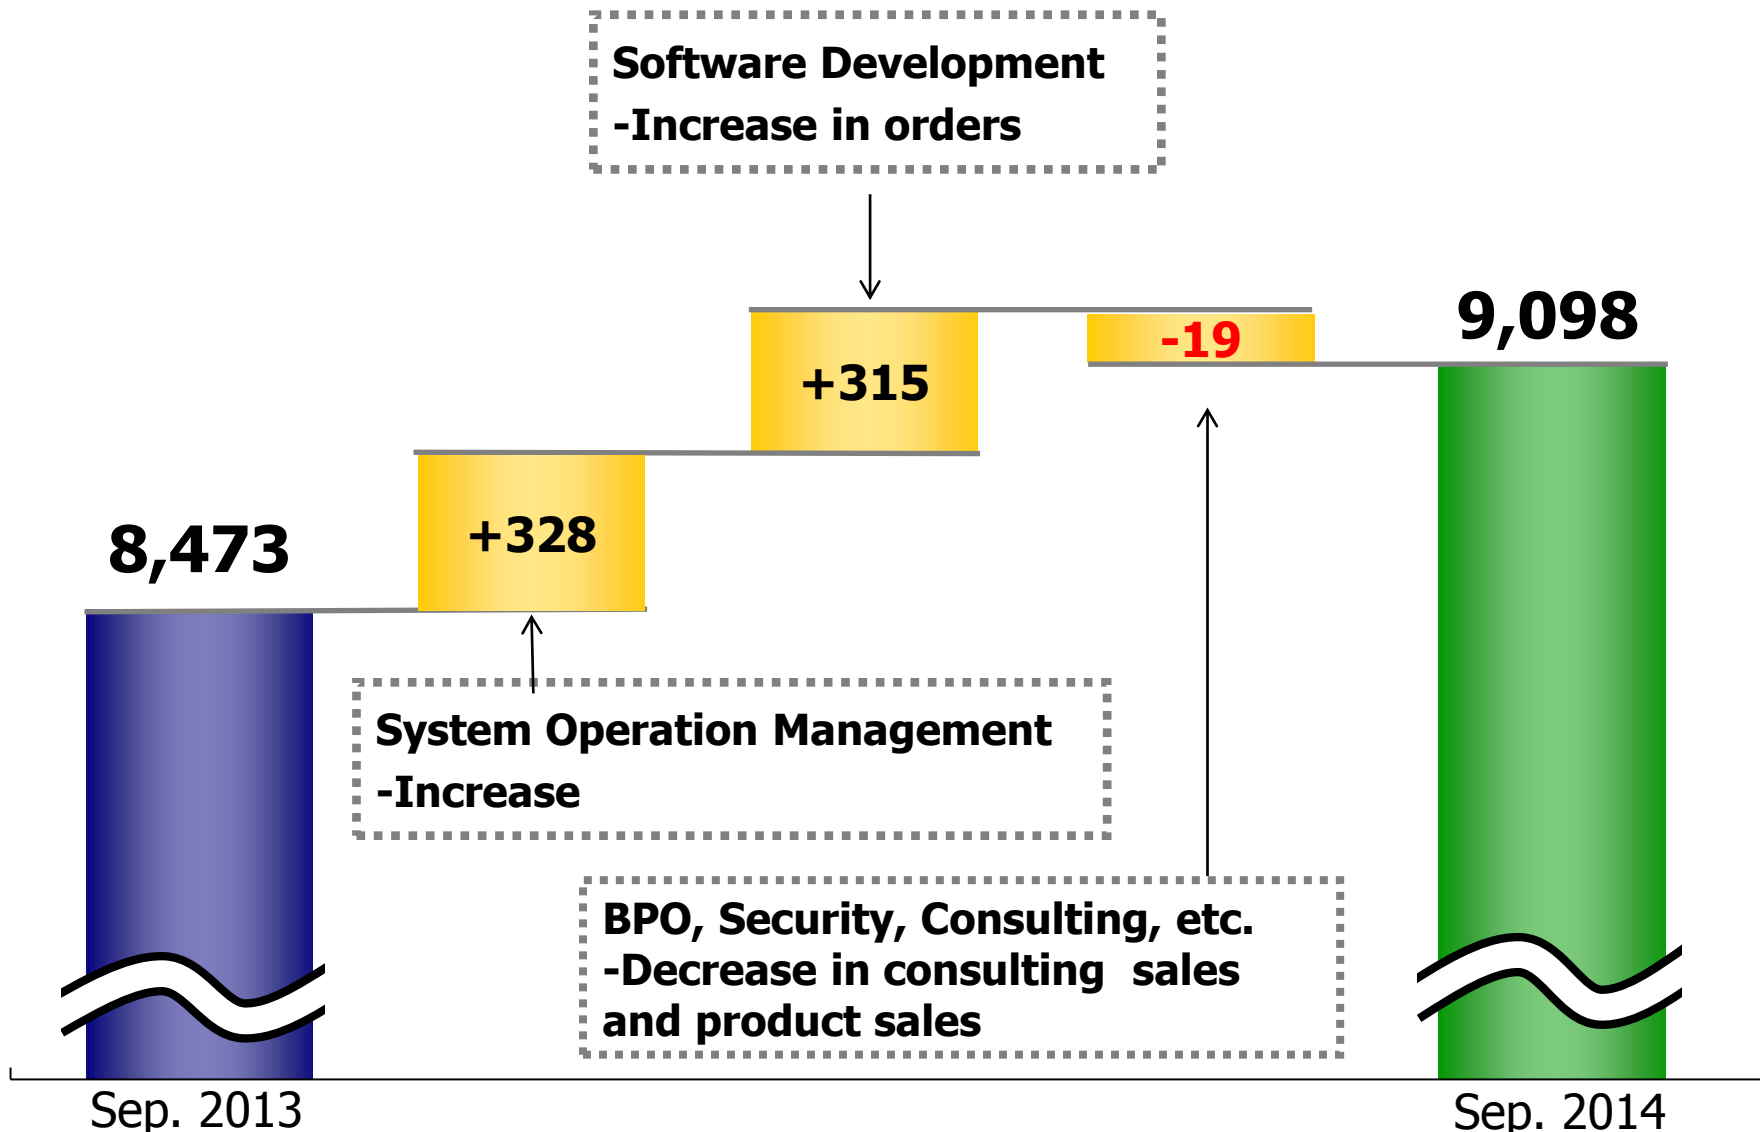 Software Development
-Increase in orders
9,098
-19
+315
8,473
+328
System Operation Management
-Increase
BPO, Security, Consulting, etc.
-Decrease in consulting  sales
and product sales
Sep. 2013
Sep. 2014